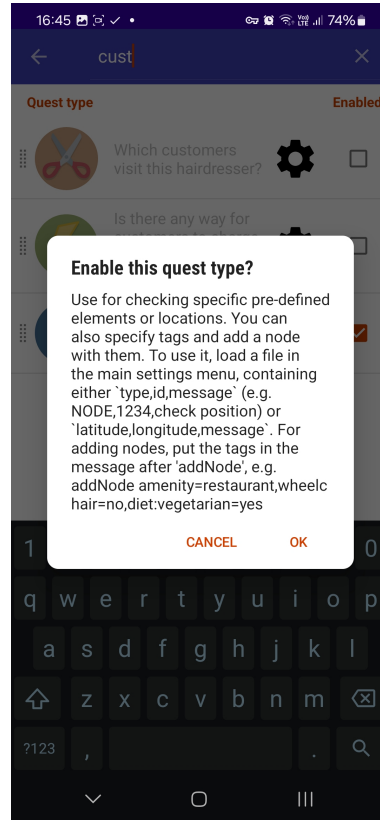 16:45
74%
cust
Quest type
Enabled
Which customers
visit this hairdresser?
Is there any way for
Enable this quest type?
Use for checking specific pre-defined
elements or locations. You can
also specify tags and add a node
with them. To use it, load a file in
the main settings menu, containing
either `type,id,message` (e.g.
NODE,1234,check position) or
`latitude,longitude,message`. For
adding nodes, put the tags in the
message after 'addNode', e.g.
addNode amenity=restaurant,wheelc
hair=no,diet:vegetarian=yes
CANCEL OK
1 0
q w e r t y u i o p
a s d f g h j k l
z x c v b n m
?123 , .